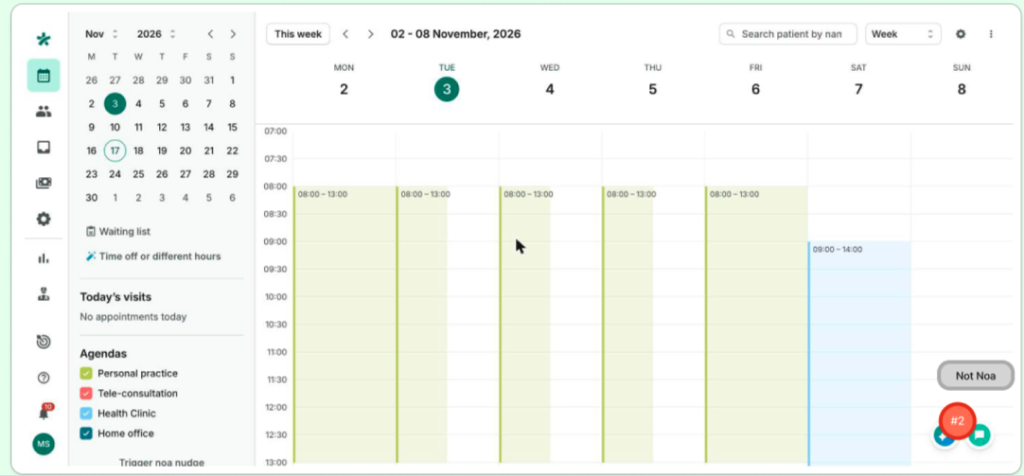 Nov 2026
M T W T F S S
26 27 28 29 30 31 1
2 3 4 5 6 7 8
9 10 11 12 13 14 15
16 17 18 19 20 21 22
23 24 25 26 27 28 29
30 1 2 3 4 5 6
Waiting list
Time off or different hours
Today's visits
No appointments today
Agendas
Personal practice
Tele-consultation
Health Clinic
Home office
Trigger noa nudge
10
MS
This week 02 - 08 November, 2026 Search patient by nan Week
MON TUE WED THU FRI SAT SUN
2 3 4 5 6 7 8
07:00
07:30
08:00 08:00 – 13:00 08:00 – 13:00 08:00 – 13:00 08:00 – 13:00 08:00 – 13:00
08:30
09:00 09:00 – 14:00
09:30
10:00
10:30
11:00
11:30
12:00
12:30
13:00
Not Noa
#2